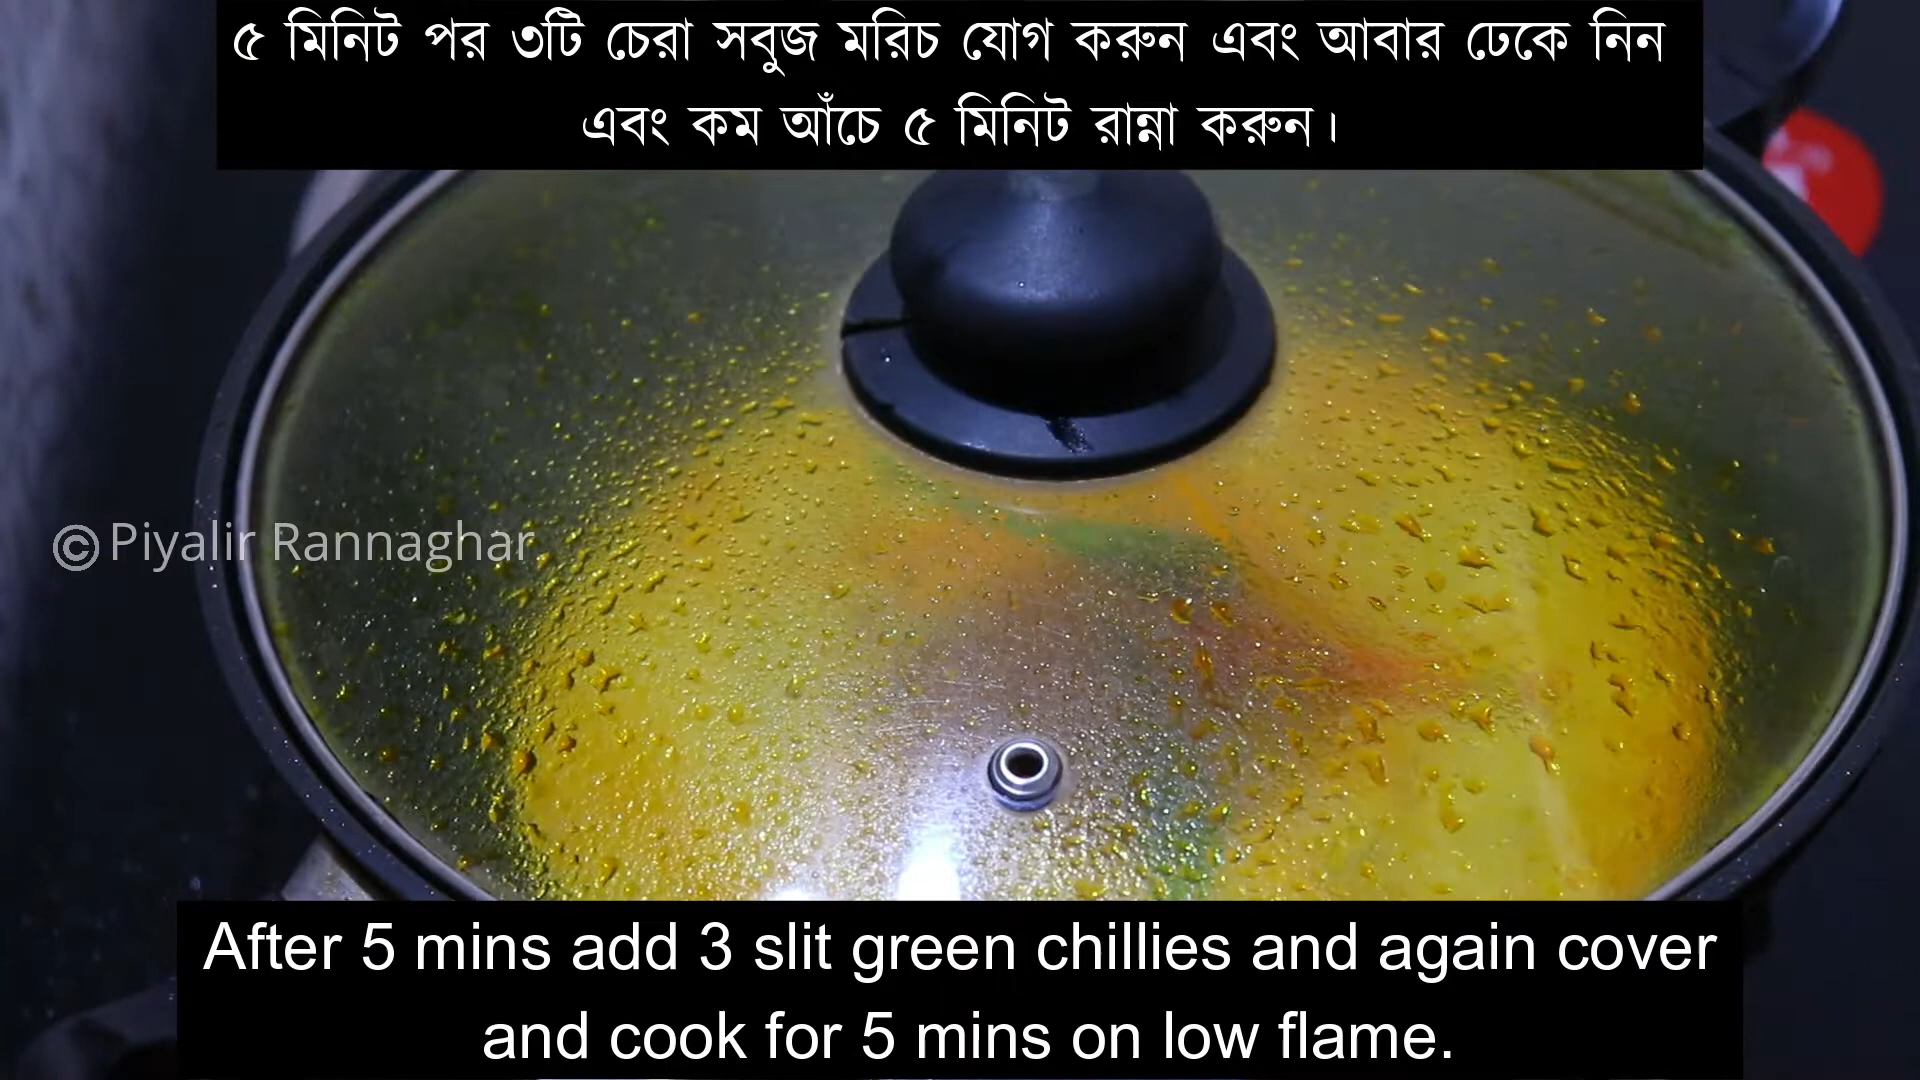 ৫ মিনিট পর ৩টি চেরা সবুজ মরিচ যোগ করুন এবং আবার ঢেকে নিন
এবং কম আঁচে ৫ মিনিট রান্না করুন।
©Piyalir Rannaghar
After 5 mins add 3 slit green chillies and again cover
and cook for 5 mins on low flame.